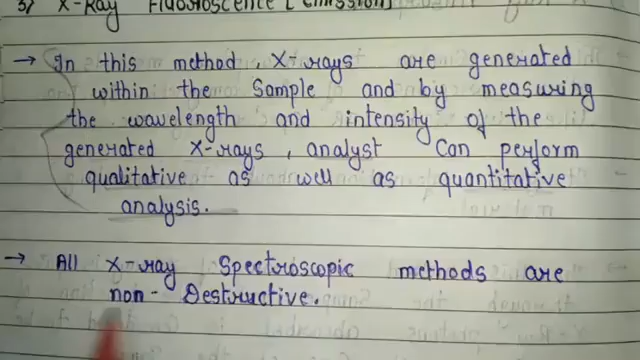 3) X-Ray Fluoroscence [Emission]
→ In this method, X-rays are generated
within the Sample and by measuring
the wavelength and intensity of the
generated X-rays, analyst Can perform
qualitative as well as quantitative
analysis.
→ All X-ray Spectroscopic methods are
non- Destructive.